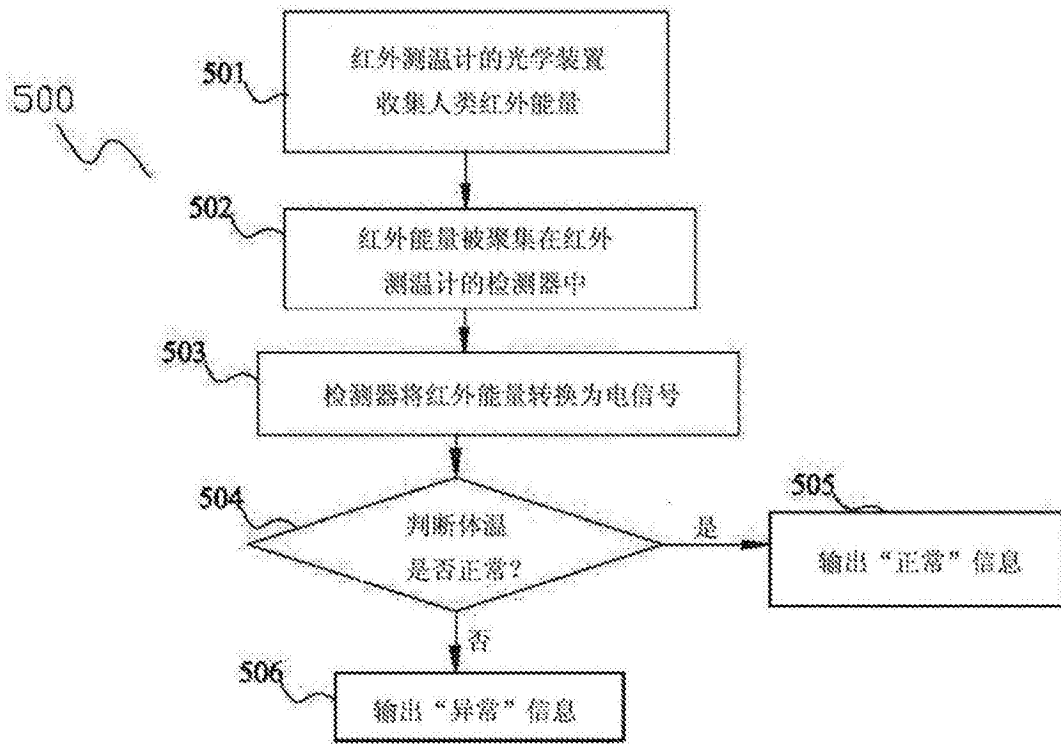 500
501
红外测温计的光学装置
收集人类红外能量
502
红外能量被聚集在红外
测温计的检测器中
503
检测器将红外能量转换为电信号
504
判断体温
是否正常?
是
505
输出“正常”信息
否
506
输出“异常”信息